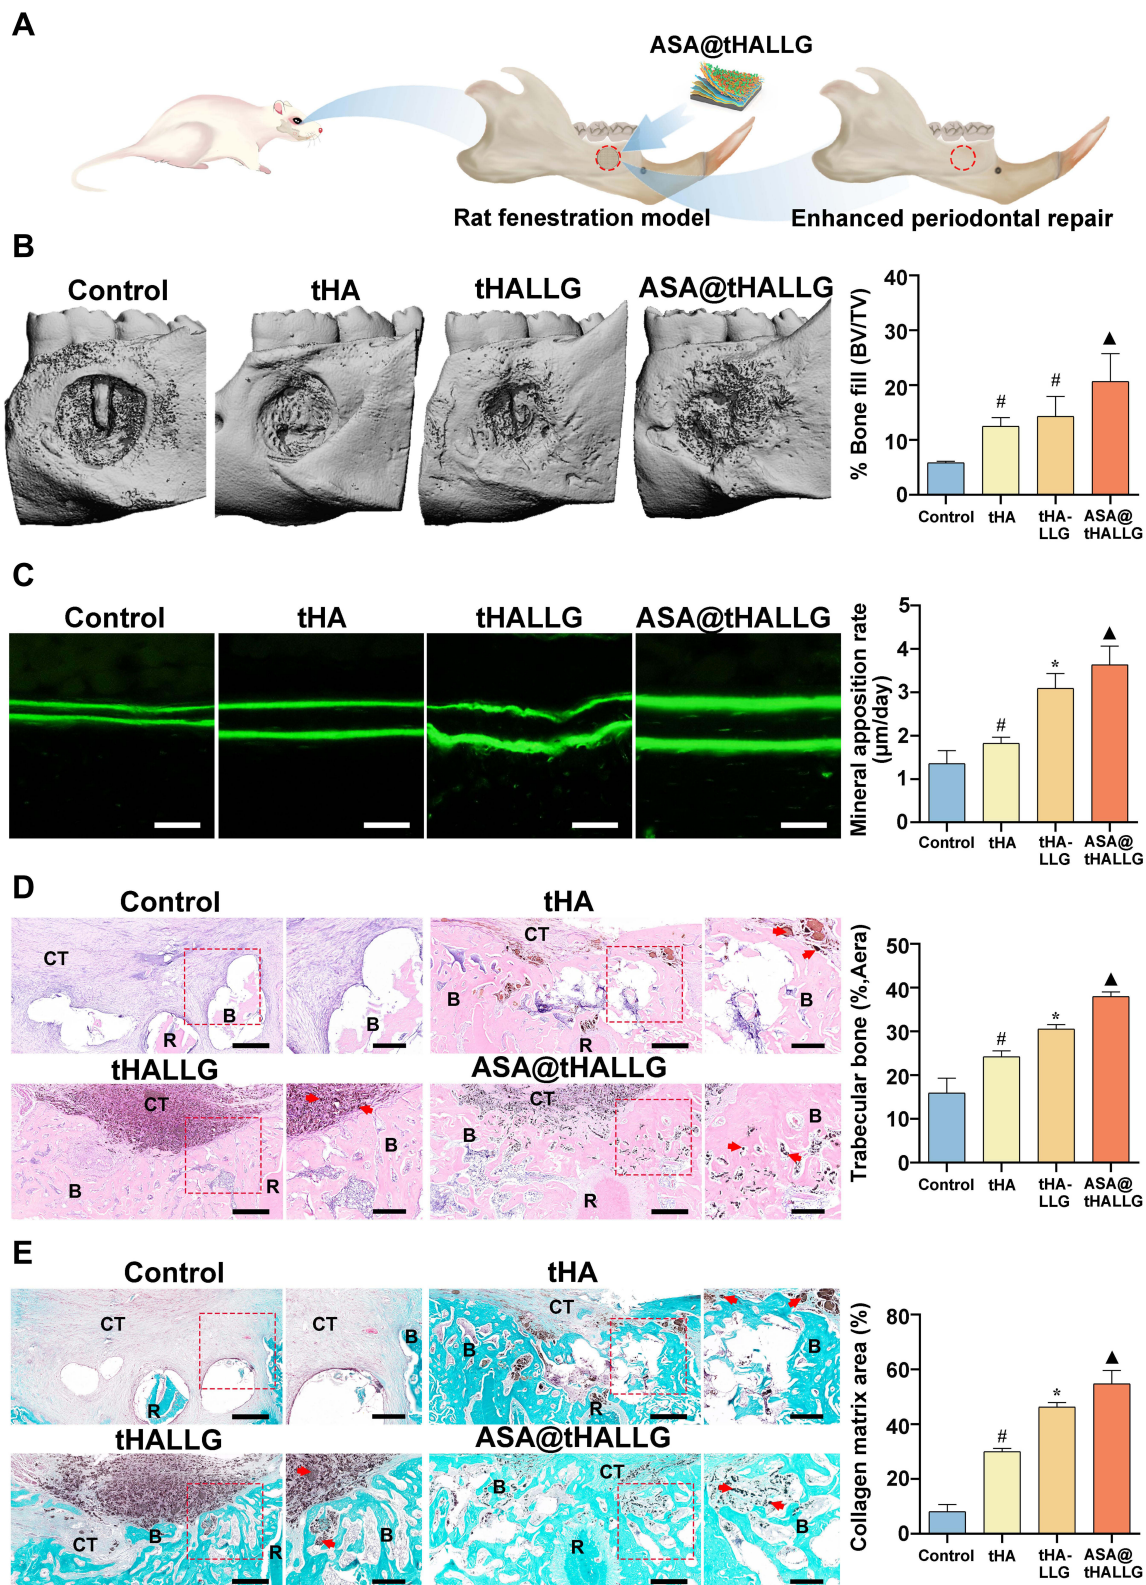 A
ASA@tHALLG
Rat fenestration model
Enhanced periodontal repair
B
Control
tHA
tHALLG
ASA@tHALLG
% Bone fill (BV/TV)
40
30
20
10
0
#
#
▲
Control
tHA
tHA-
LLG
ASA@
tHALLG
C
Control
tHA
tHALLG
ASA@tHALLG
Mineral apposition rate
(μm/day)
5
4
3
2
1
0
#
*
▲
Control
tHA
tHA-
LLG
ASA@
tHALLG
D
Control
tHA
CT
B
R
B
CT
B
R
B
tHALLG
ASA@tHALLG
CT
B
R
B
CT
B
R
B
Trabecular bone (%,Aera)
50
40
30
20
10
0
#
*
▲
Control
tHA
tHA-
LLG
ASA@
tHALLG
E
Control
tHA
CT
R
CT
B
CT
B
R
B
tHALLG
ASA@tHALLG
CT
B
R
B
CT
B
R
B
Collagen matrix area (%)
80
60
40
20
0
#
*
▲
Control
tHA
tHA-
LLG
ASA@
tHALLG